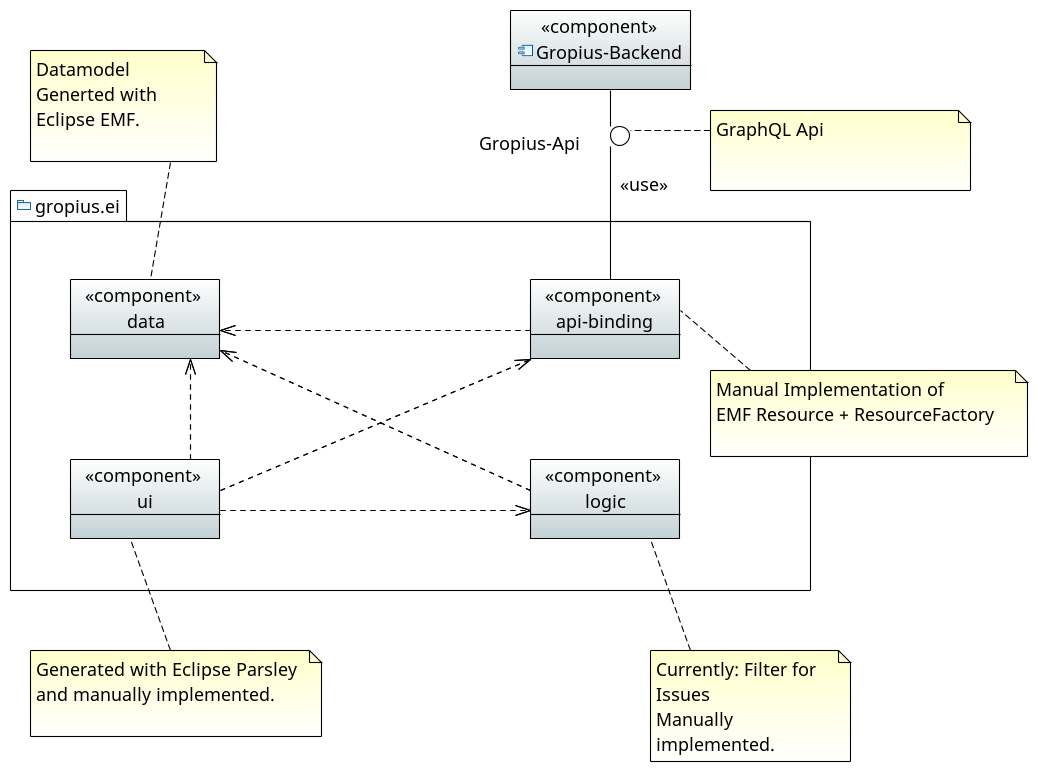 «component»
Gropius-Backend
Datamodel
Generted with
Eclipse EMF.
GraphQL Api
Gropius-Api
«use»
gropius.ei
«component»
data
«component»
api-binding
Manual Implementation of
EMF Resource + ResourceFactory
«component»
ui
«component»
logic
Generated with Eclipse Parsley
and manually implemented.
Currently: Filter for
Issues
Manually
implemented.